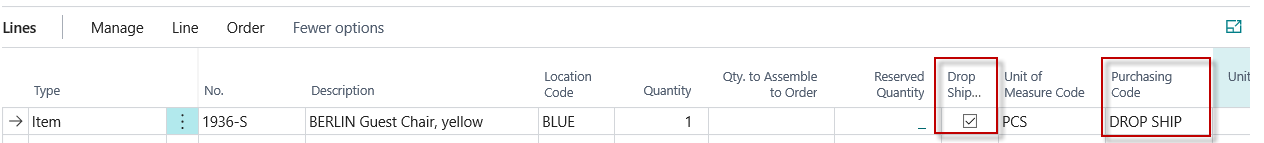 Lines Manage Line Order Fewer options
Type No. Description Location Code Quantity Qty. to Assemble to Order Reserved Quantity Drop Ship... Unit of Measure Code Purchasing Code Unit
Item 1936-S BERLIN Guest Chair, yellow BLUE 1 _ PCS DROP SHIP